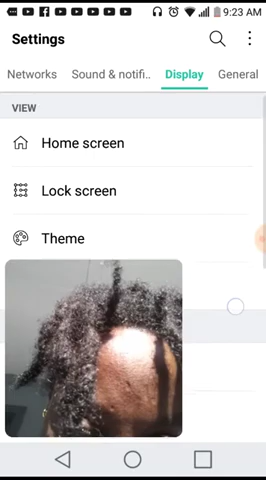 9:23 AM
Settings
Networks Sound & notifi.. Display General
VIEW
Home screen
Lock screen
Theme